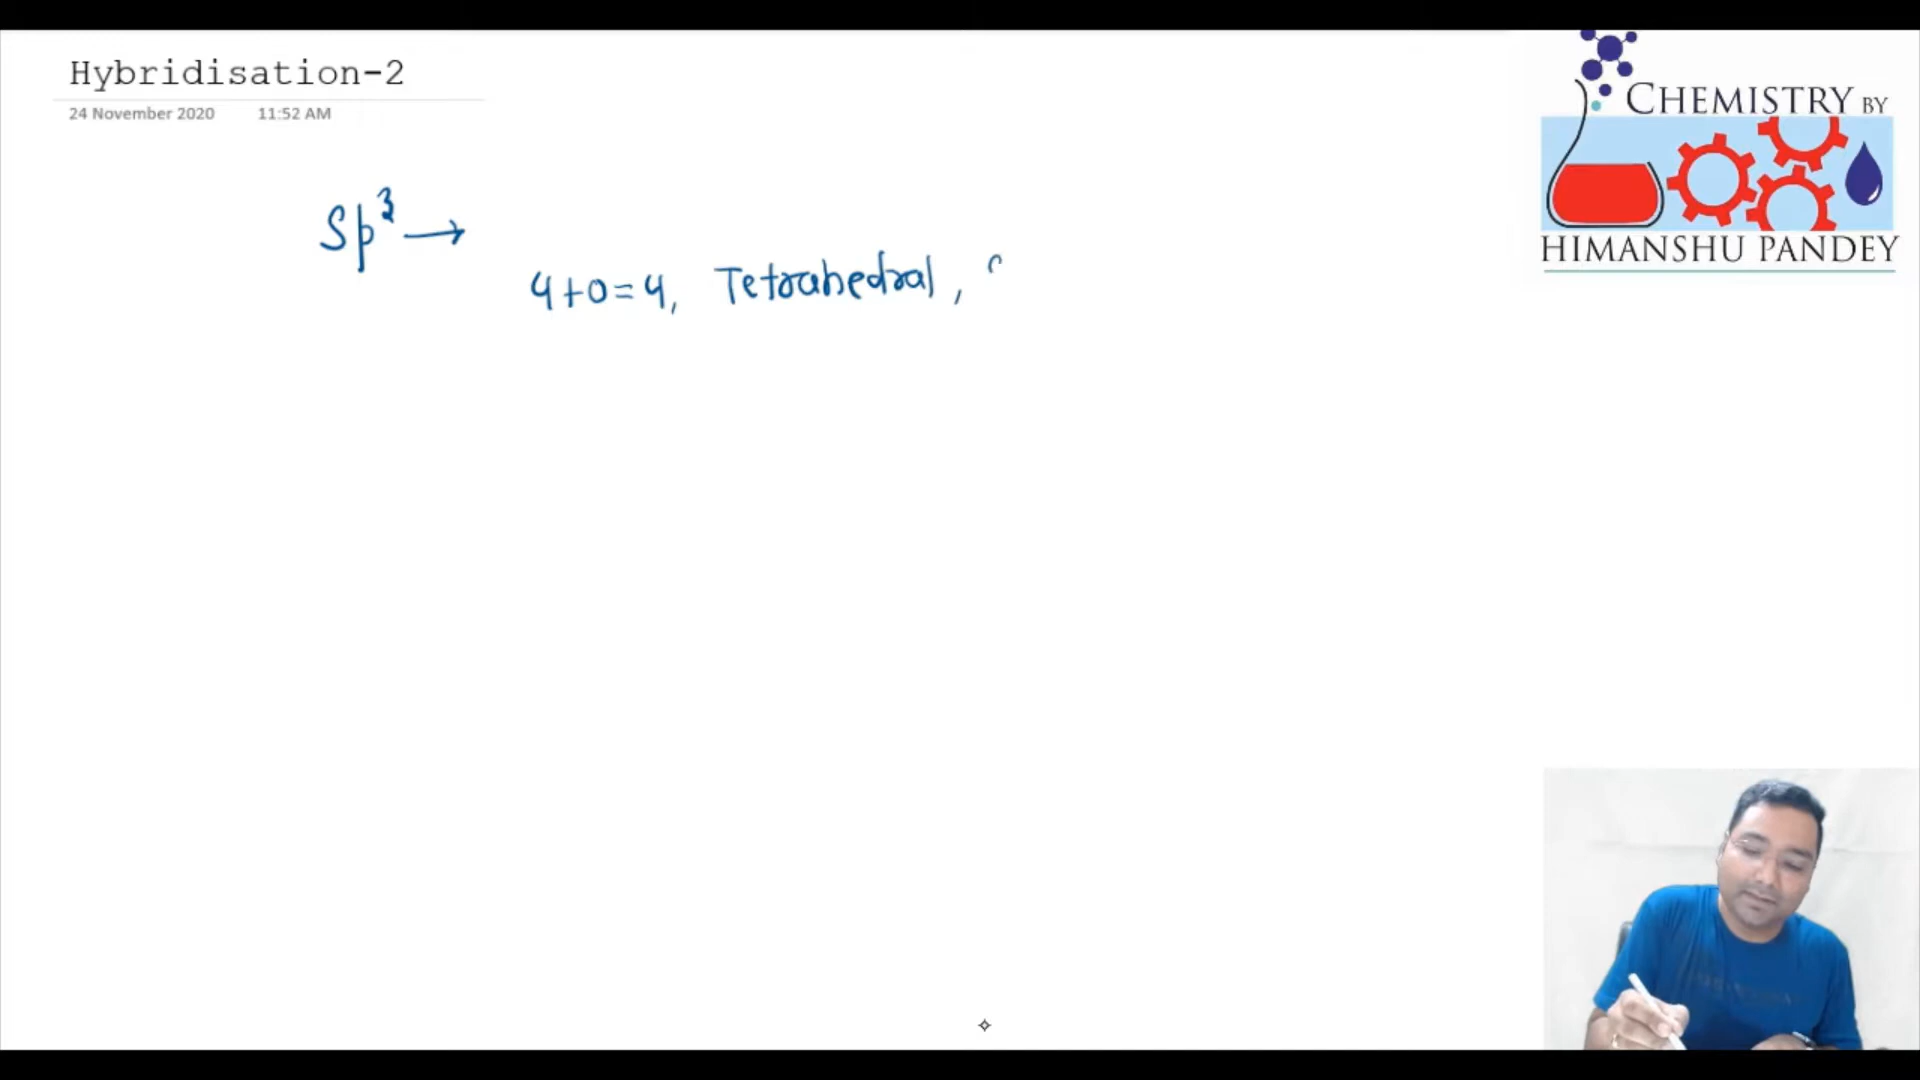 Hybridisation-2
24 November 2020 11:52 AM
CHEMISTRY BY
HIMANSHU PANDEY
Sp³ →
4+0=4, Tetrahedral,